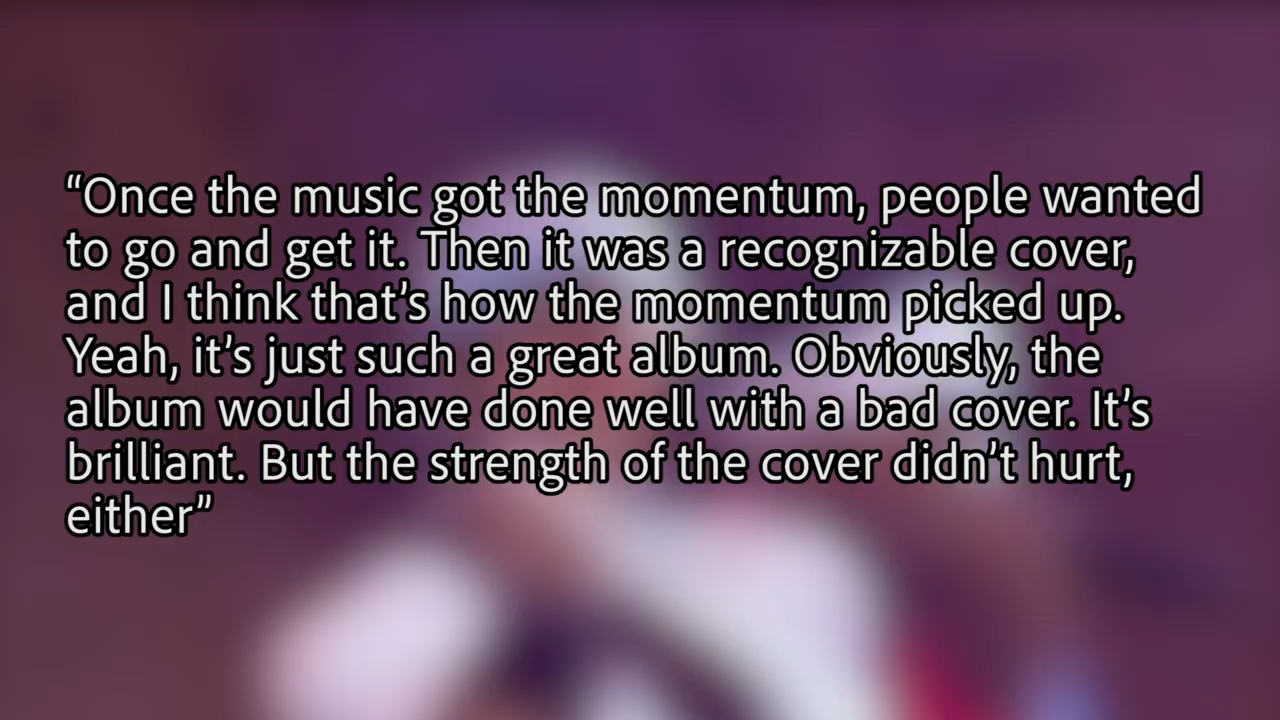 “Once the music got the momentum, people wanted
to go and get it. Then it was a recognizable cover,
and I think that’s how the momentum picked up.
Yeah, it’s just such a great album. Obviously, the
album would have done well with a bad cover. It’s
brilliant. But the strength of the cover didn’t hurt,
either”